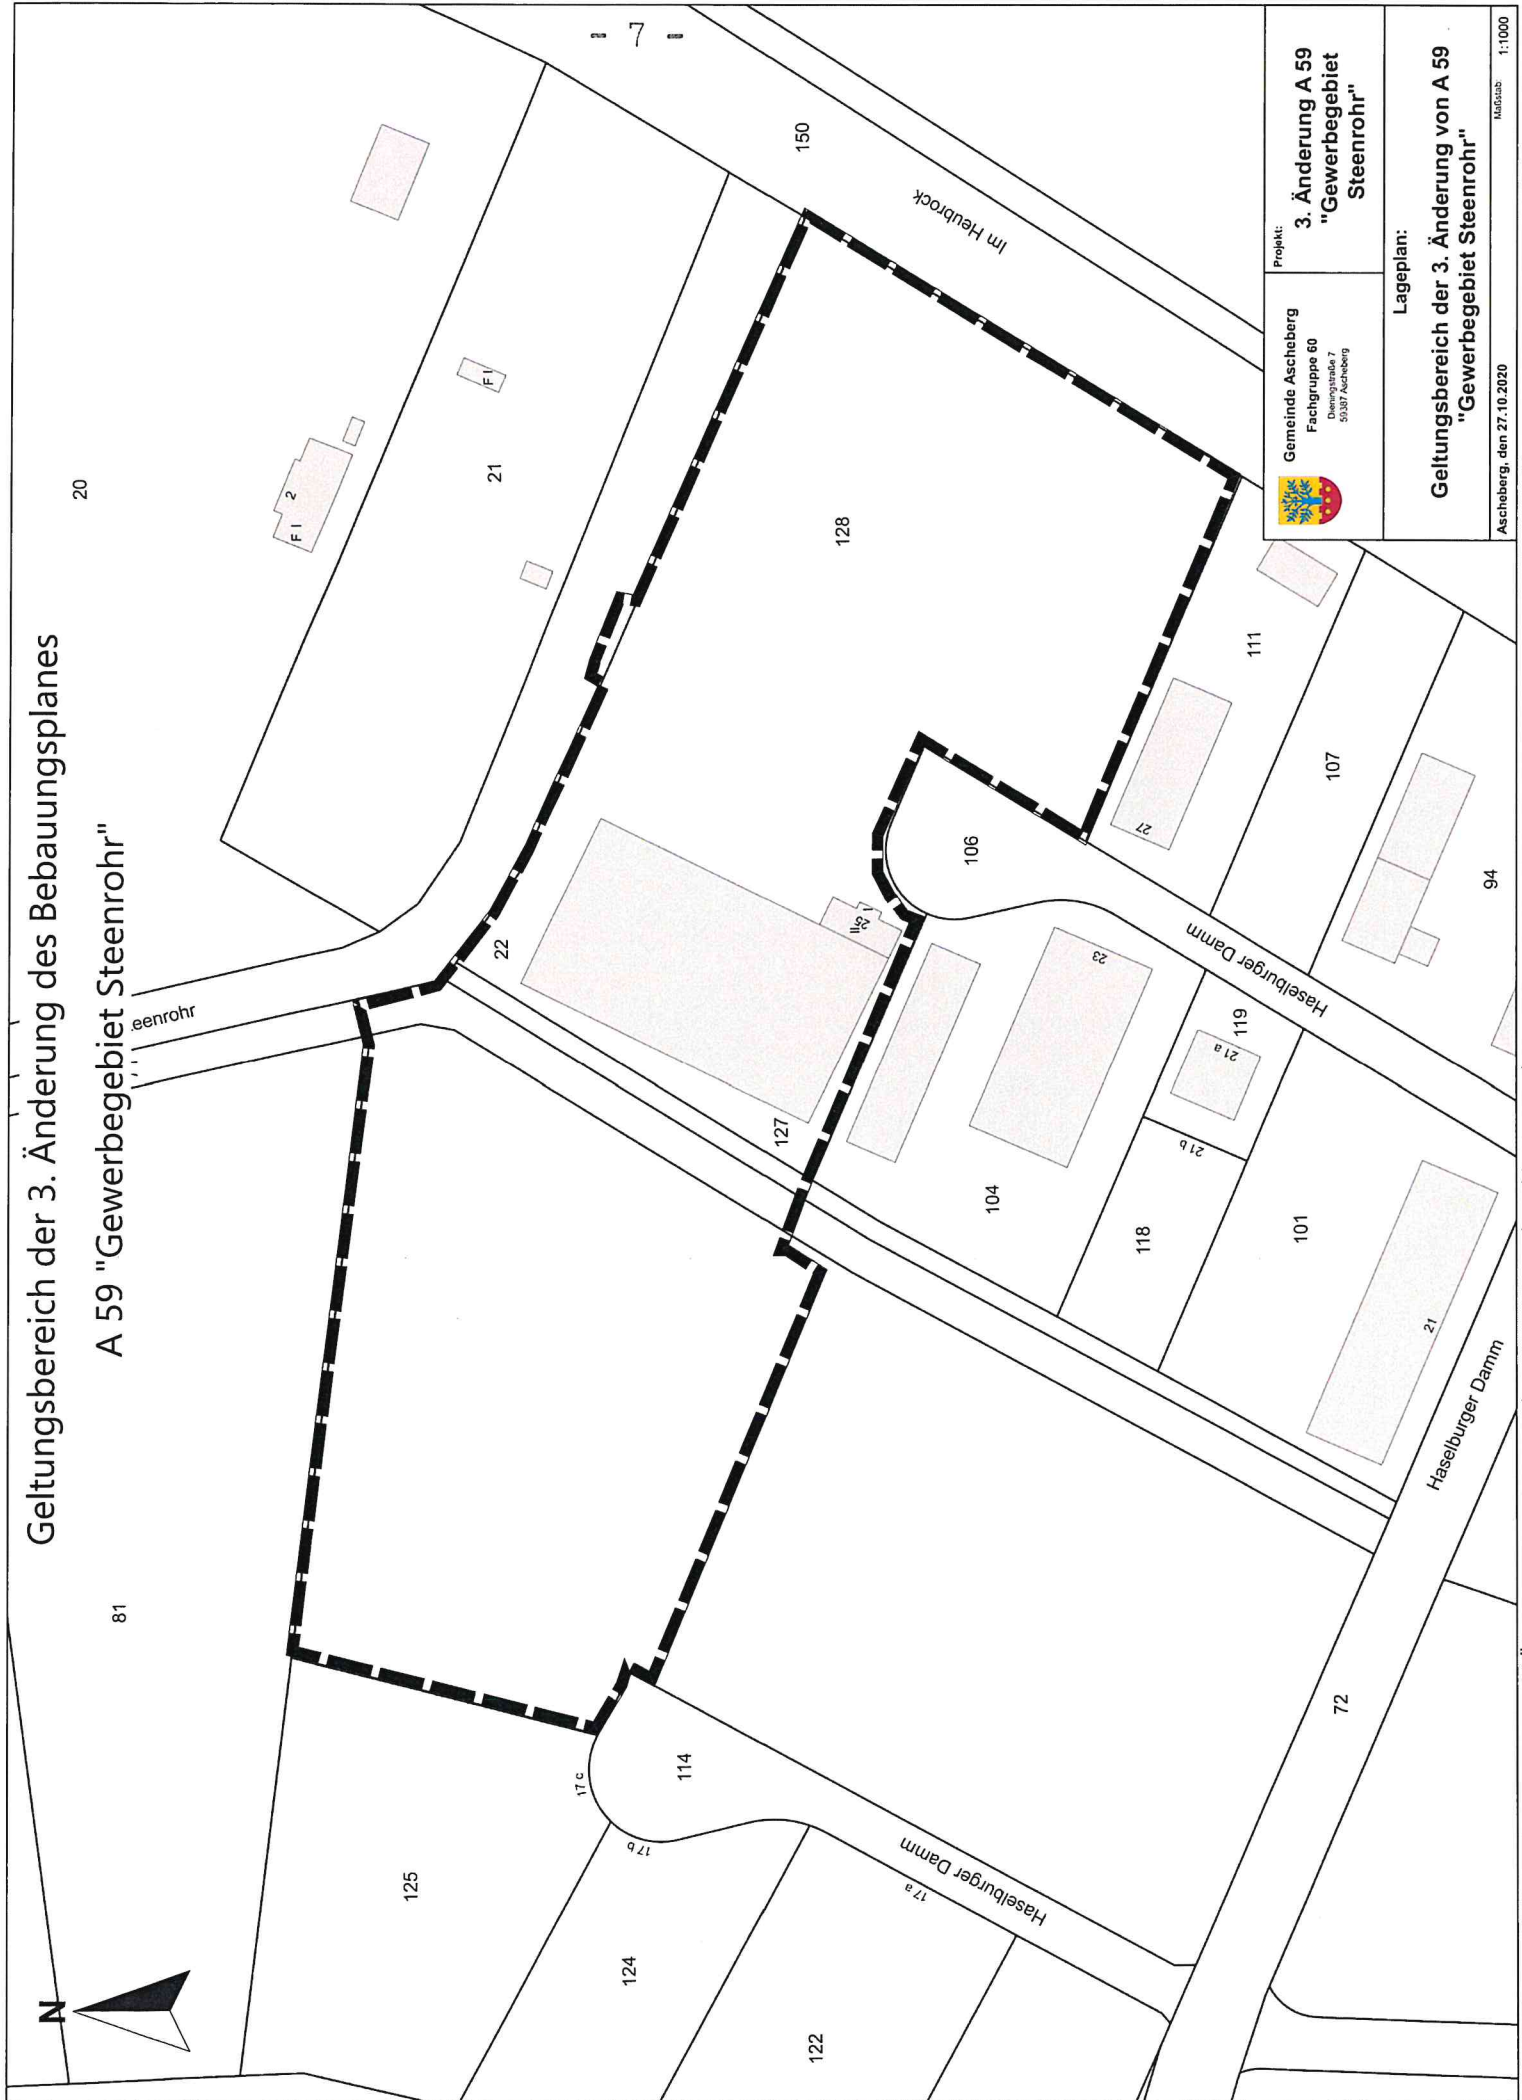 Geltungsbereich der 3. Änderung des Bebauungsplanes
A 59 "Gewerbegebiet Steenrohr"
- 7 -
N
81
20
eenrohr
F I
2
21
F I
22
128
150
Im Heubrock
125
17 c
114
17 b
124
122
17 a
Haselburger Damm
127
25
II
I
106
104
23
27
111
107
94
Haselburger Damm
119
21 a
21 b
118
101
21
72
Haselburger Damm
Gemeinde Ascheberg
Fachgruppe 60
Dieningstraße 7
59387 Ascheberg
Projekt:
3. Änderung A 59
"Gewerbegebiet
Steenrohr"
Lageplan:
Geltungsbereich der 3. Änderung von A 59
"Gewerbegebiet Steenrohr"
Ascheberg, den 27.10.2020
Maßstab:
1:1000